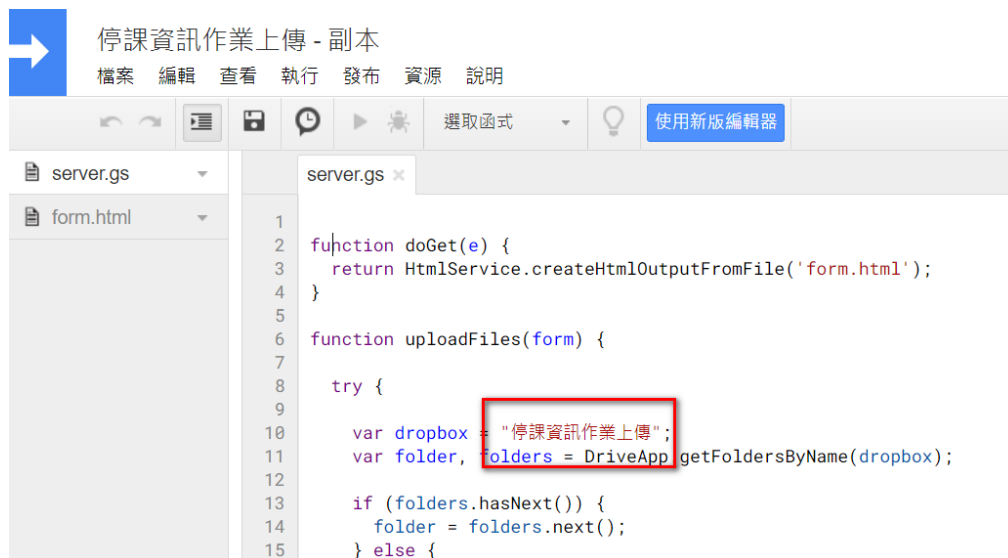 停課資訊作業上傳 - 副本
檔案 編輯 查看 執行 發布 資源 說明
選取函式 使用新版編輯器
server.gs
form.html
server.gs
1
2 function doGet(e) {
3 return HtmlService.createHtmlOutputFromFile('form.html');
4 }
5
6 function uploadFiles(form) {
7
8 try {
9
10 var dropbox = "停課資訊作業上傳";
11 var folder, folders = DriveApp.getFoldersByName(dropbox);
12
13 if (folders.hasNext()) {
14 folder = folders.next();
15 } else {